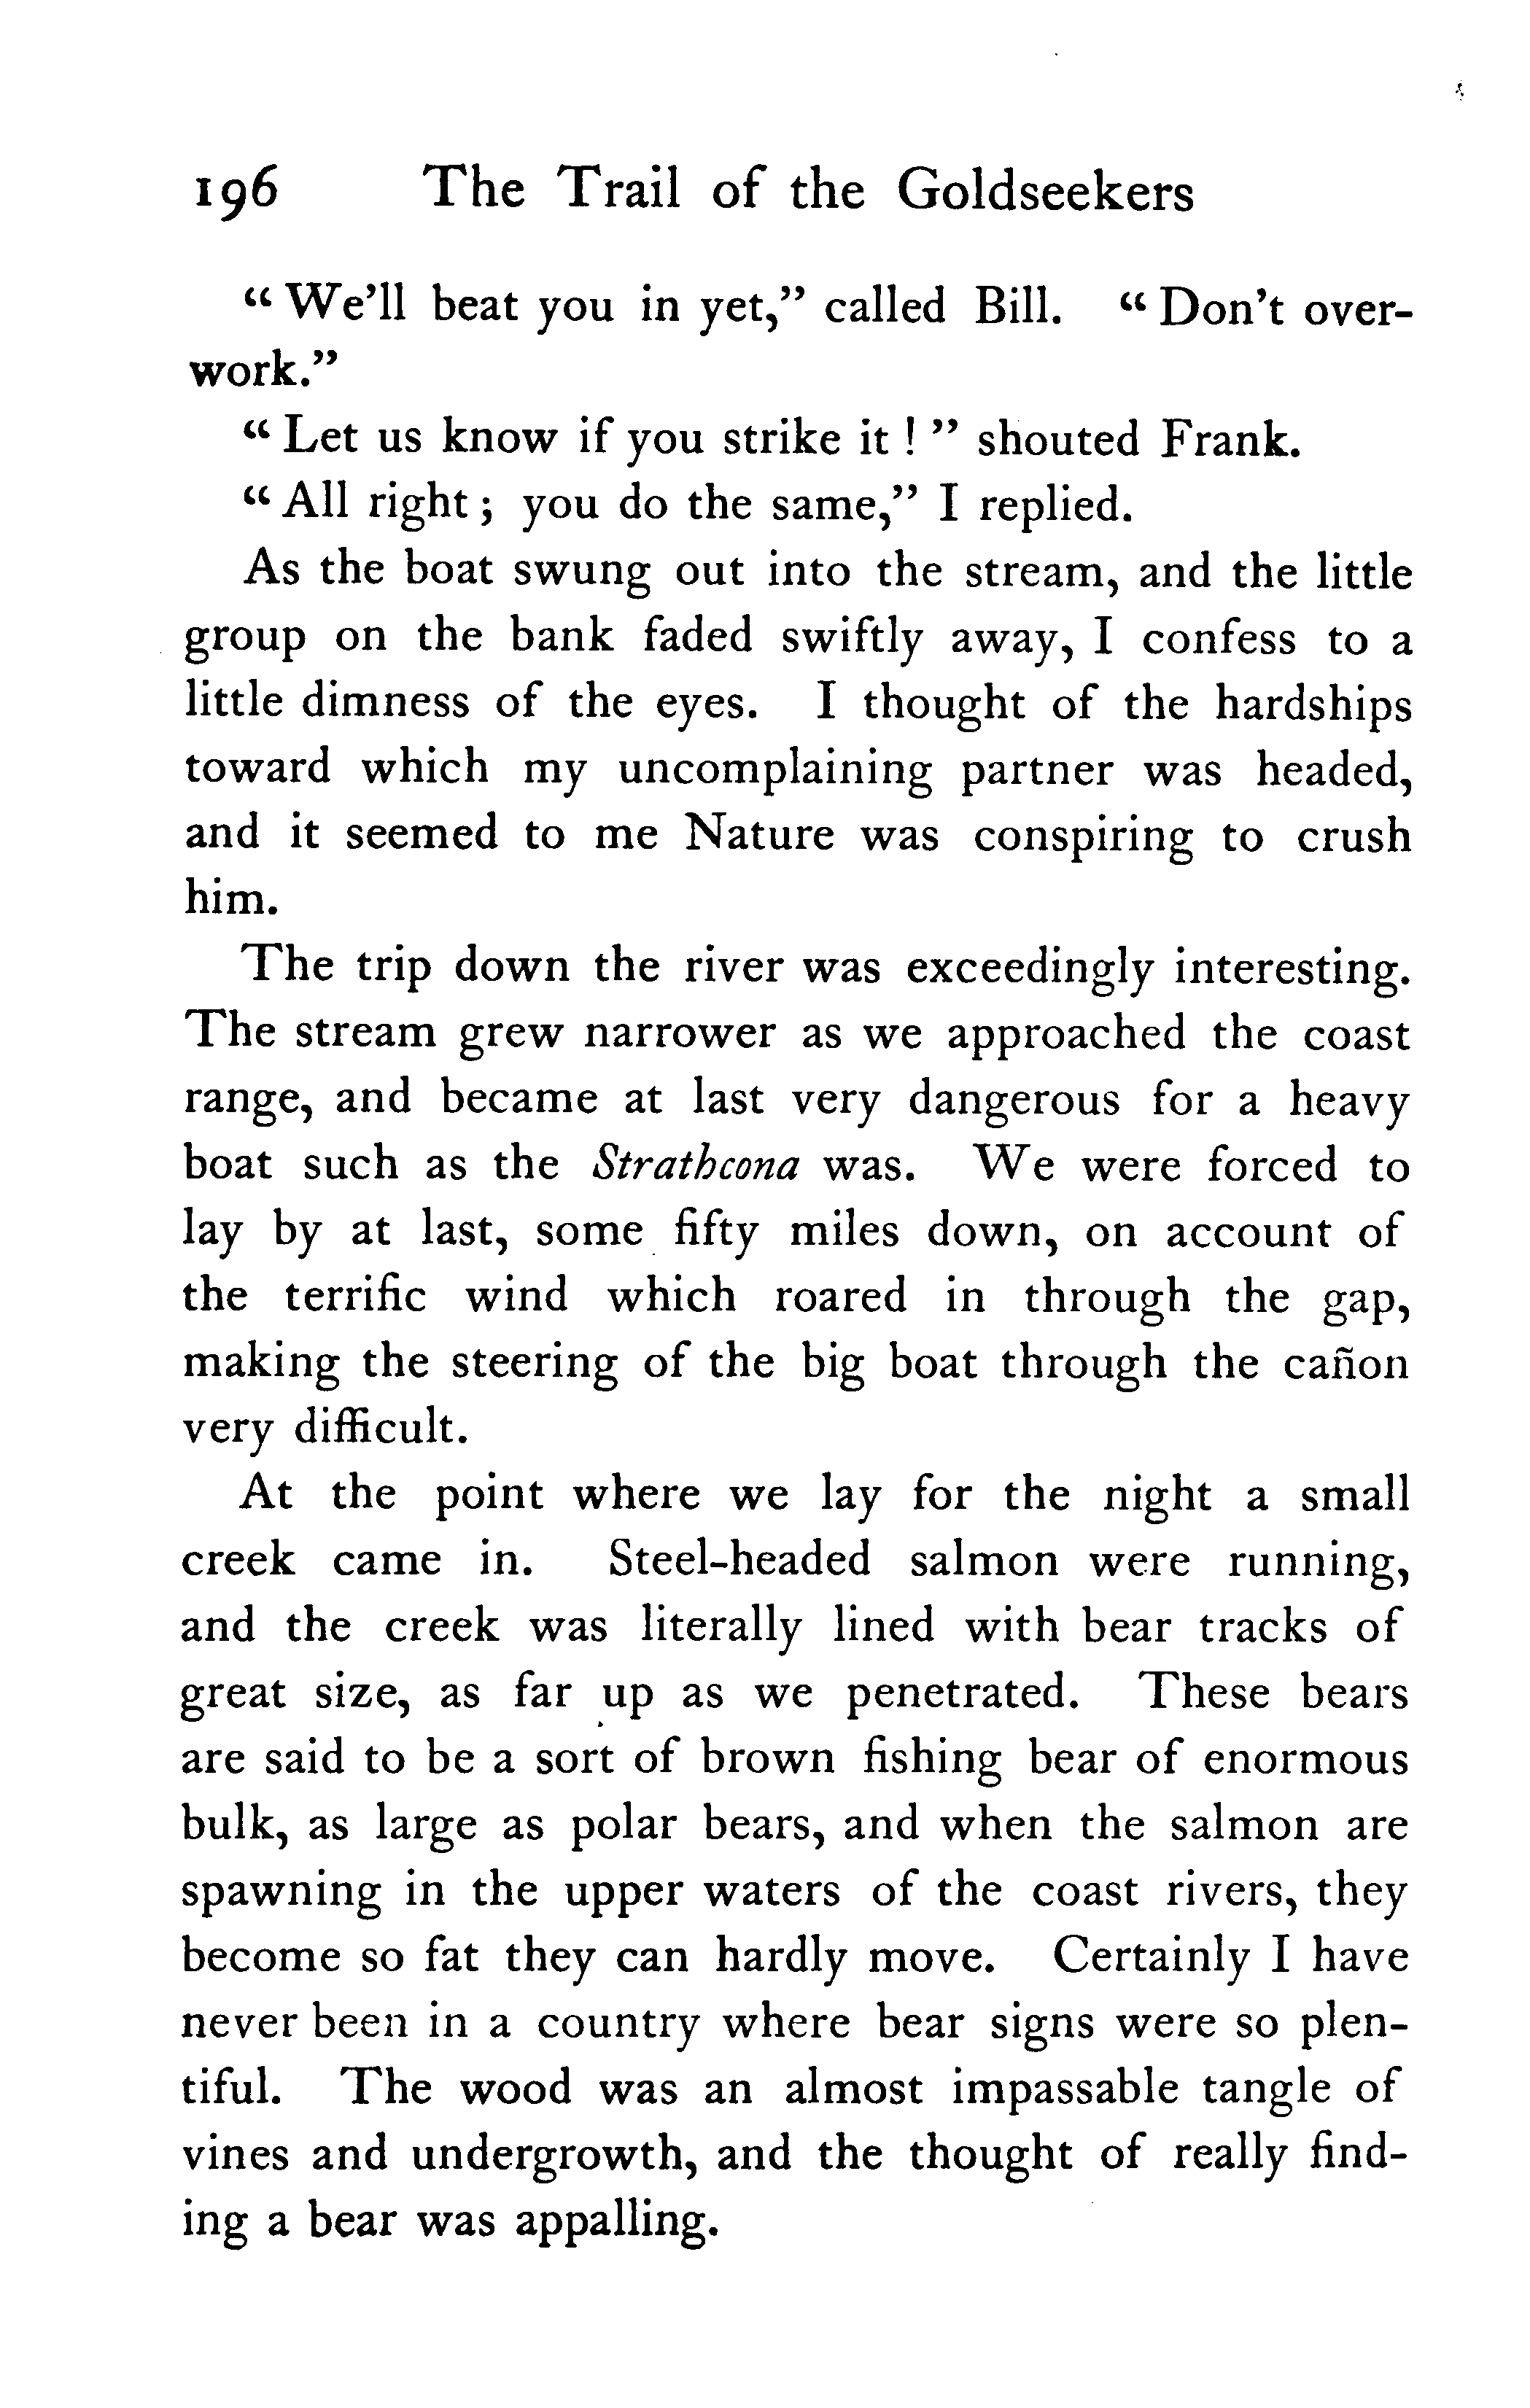 196 The Trail of the Goldseekers
“We’ll beat you in yet,” called Bill. “Don’t over-
work.”
“Let us know if you strike it!” shouted Frank.
“All right; you do the same,” I replied.
As the boat swung out into the stream, and the little
group on the bank faded swiftly away, I confess to a
little dimness of the eyes. I thought of the hardships
toward which my uncomplaining partner was headed,
and it seemed to me Nature was conspiring to crush
him.
The trip down the river was exceedingly interesting.
The stream grew narrower as we approached the coast
range, and became at last very dangerous for a heavy
boat such as the Strathcona was. We were forced to
lay by at last, some fifty miles down, on account of
the terrific wind which roared in through the gap,
making the steering of the big boat through the cañon
very difficult.
At the point where we lay for the night a small
creek came in. Steel-headed salmon were running,
and the creek was literally lined with bear tracks of
great size, as far up as we penetrated. These bears
are said to be a sort of brown fishing bear of enormous
bulk, as large as polar bears, and when the salmon are
spawning in the upper waters of the coast rivers, they
become so fat they can hardly move. Certainly I have
never been in a country where bear signs were so plen-
tiful. The wood was an almost impassable tangle of
vines and undergrowth, and the thought of really find-
ing a bear was appalling.